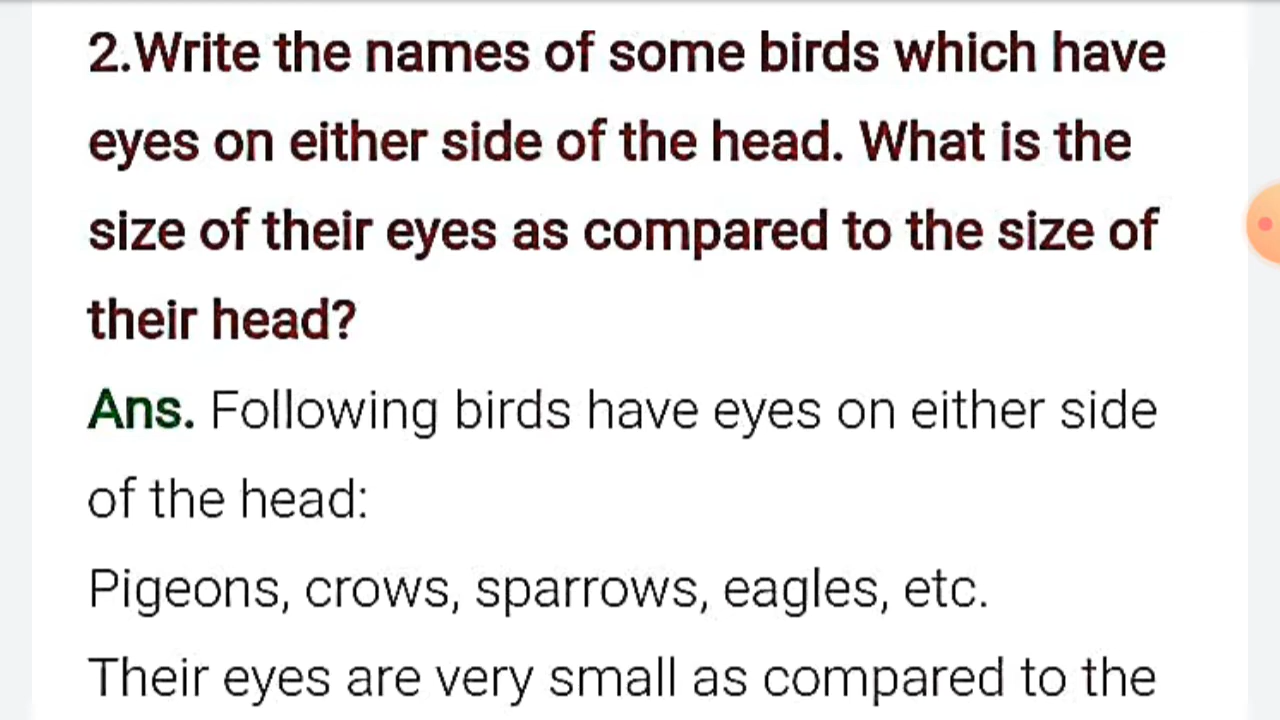 2.Write the names of some birds which have
eyes on either side of the head. What is the
size of their eyes as compared to the size of
their head?
Ans. Following birds have eyes on either side
of the head:
Pigeons, crows, sparrows, eagles, etc.
Their eyes are very small as compared to the